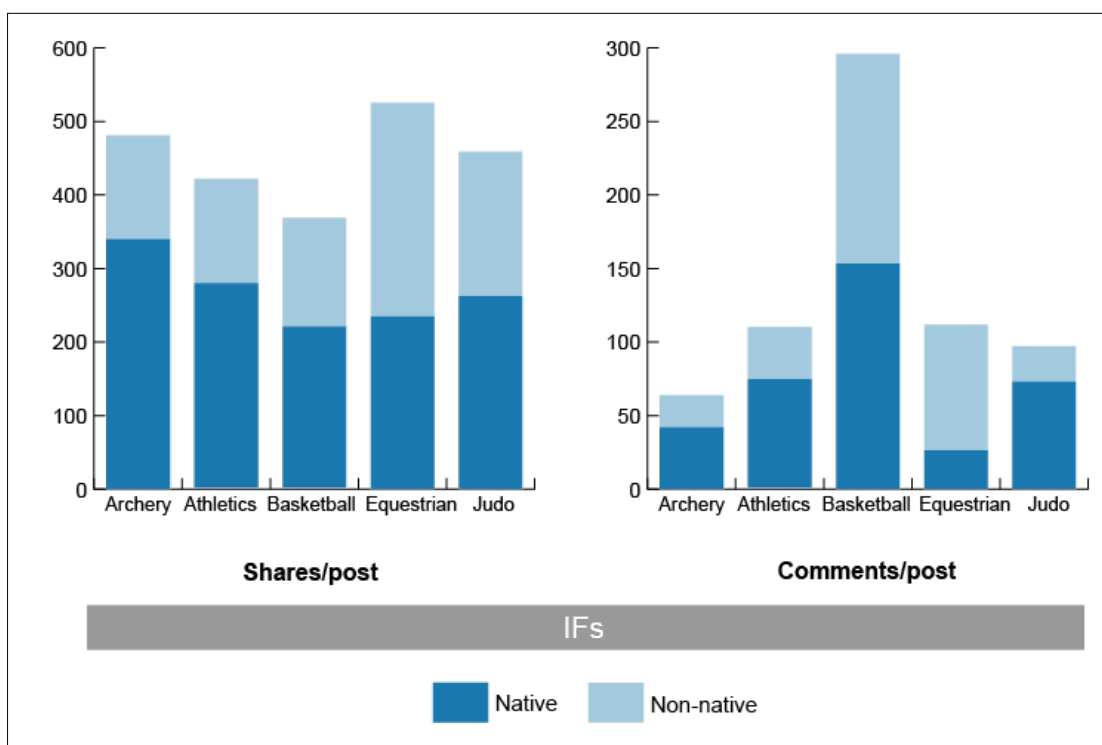 600
500
400
300
200
100
0
Archery Athletics Basketball Equestrian Judo
Shares/post
300
250
200
150
100
50
0
Archery Athletics Basketball Equestrian Judo
Comments/post
IFs
Native Non-native